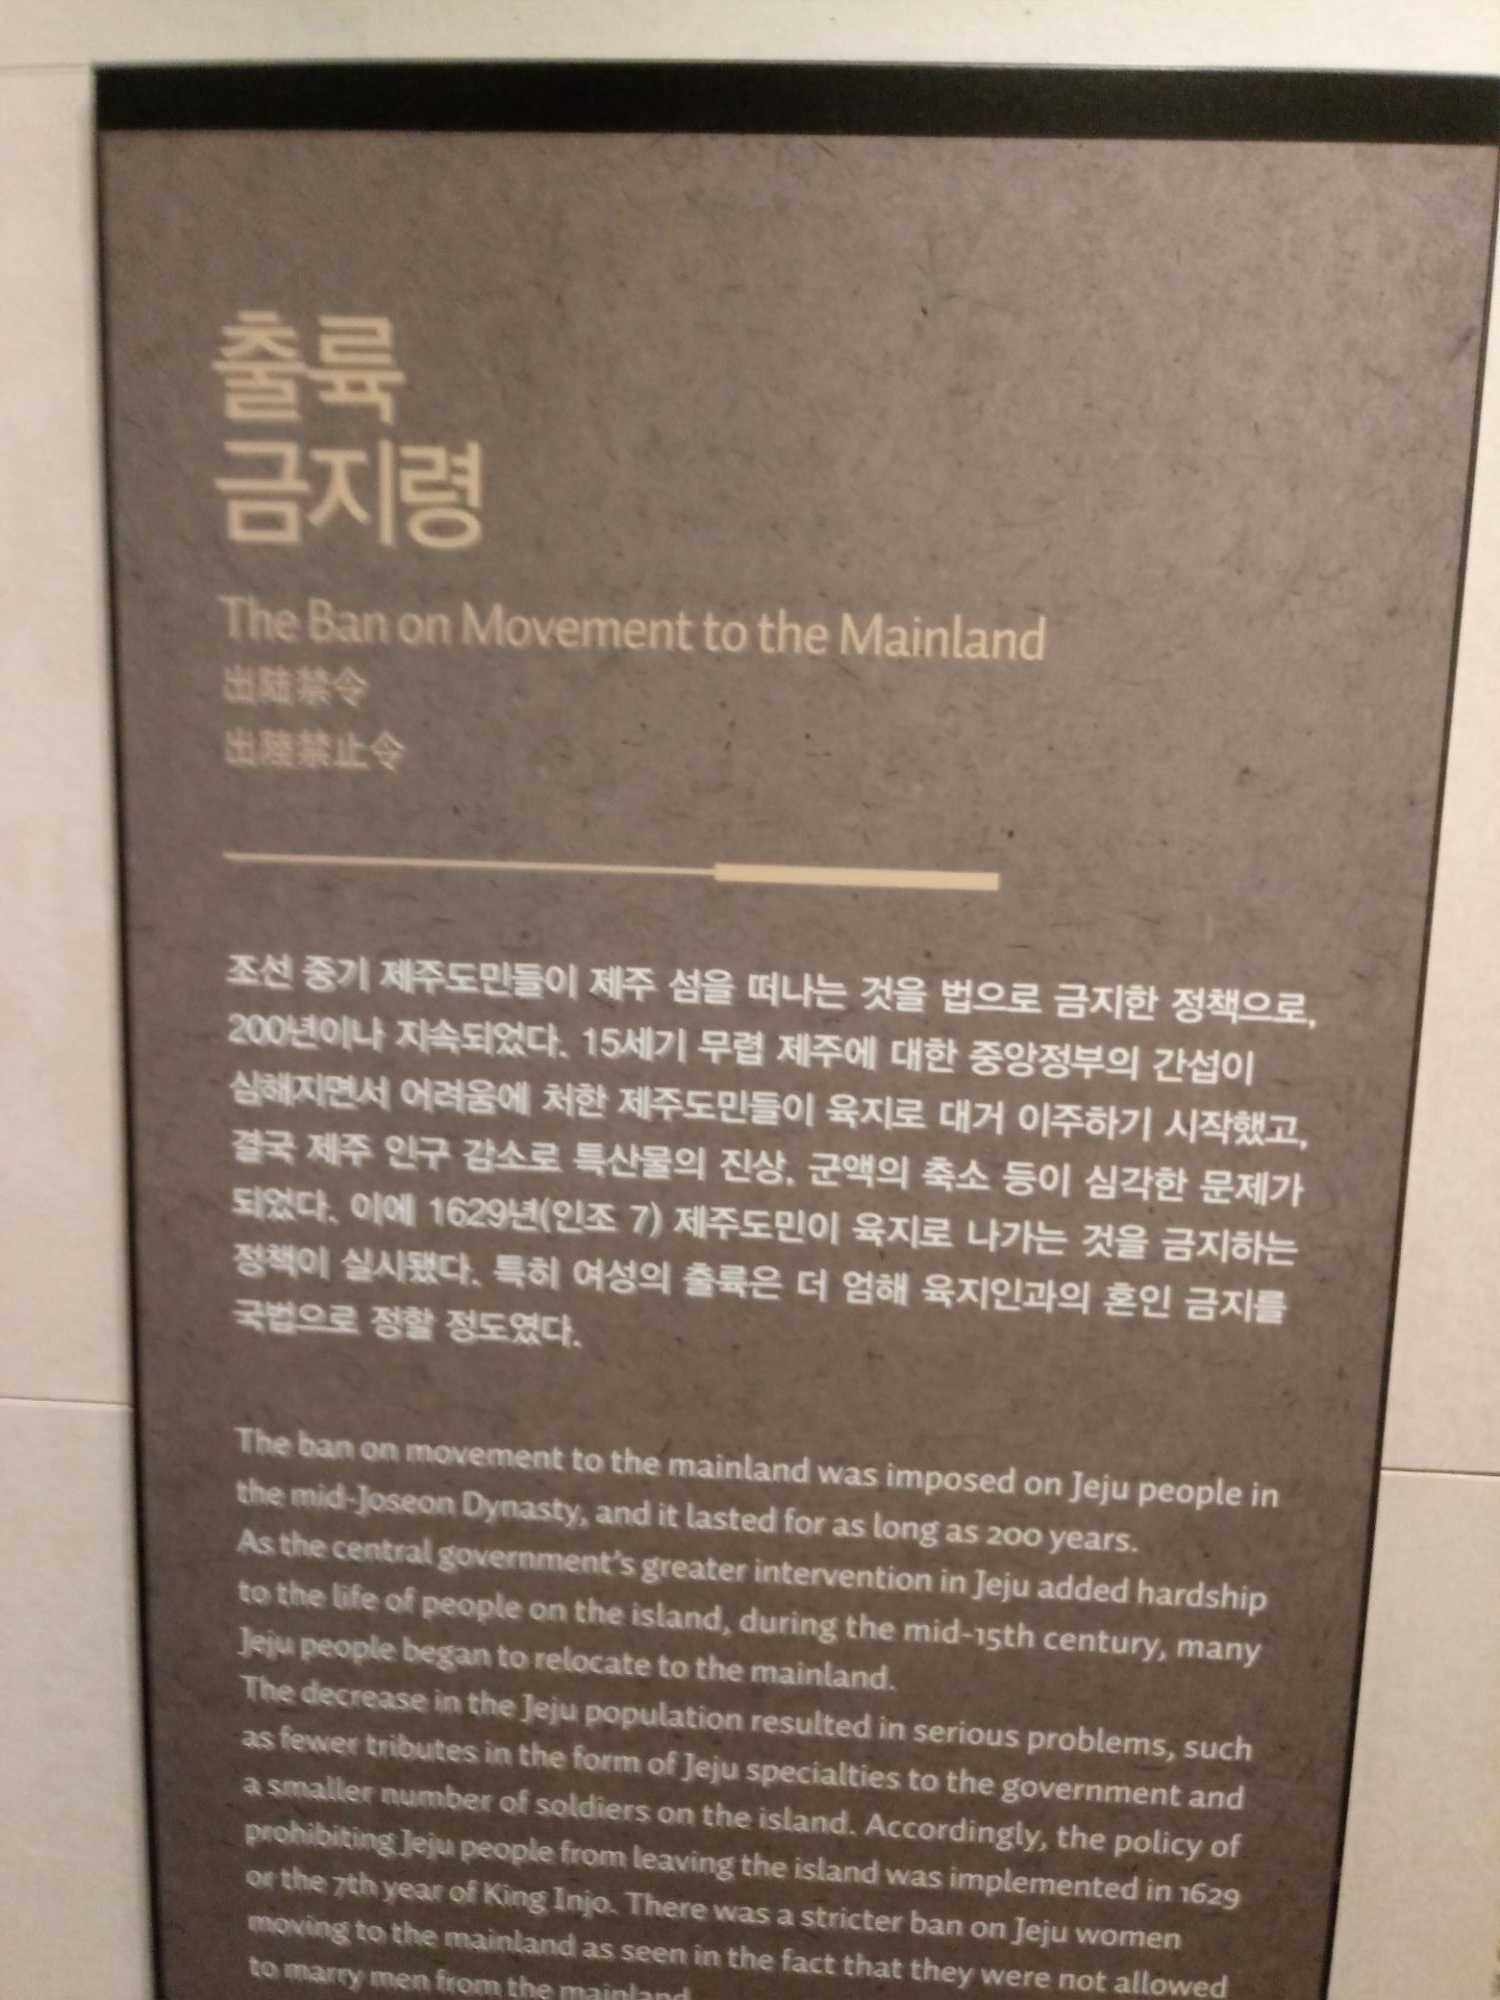 출륙
금지령
The Ban on Movement to the Mainland
出陆禁令
出陸禁止令
조선 중기 제주도민들이 제주 섬을 떠나는 것을 법으로 금지한 정책으로,
200년이나 지속되었다. 15세기 무렵 제주에 대한 중앙정부의 간섭이
심해지면서 어려움에 처한 제주도민들이 육지로 대거 이주하기 시작했고,
결국 제주 인구 감소로 특산물의 진상, 군액의 축소 등이 심각한 문제가
되었다. 이에 1629년(인조 7) 제주도민이 육지로 나가는 것을 금지하는
정책이 실시됐다. 특히 여성의 출륙은 더 엄해 육지인과의 혼인 금지를
국법으로 정할 정도였다.
The ban on movement to the mainland was imposed on Jeju people in
the mid-Joseon Dynasty, and it lasted for as long as 200 years.
As the central government's greater intervention in Jeju added hardship
to the life of people on the island, during the mid-15th century, many
Jeju people began to relocate to the mainland.
The decrease in the Jeju population resulted in serious problems, such
as fewer tributes in the form of Jeju specialties to the government and
a smaller number of soldiers on the island. Accordingly, the policy of
prohibiting Jeju people from leaving the island was implemented in 1629
or the 7th year of King Injo. There was a stricter ban on Jeju women
moving to the mainland as seen in the fact that they were not allowed
to marry men from the mainland